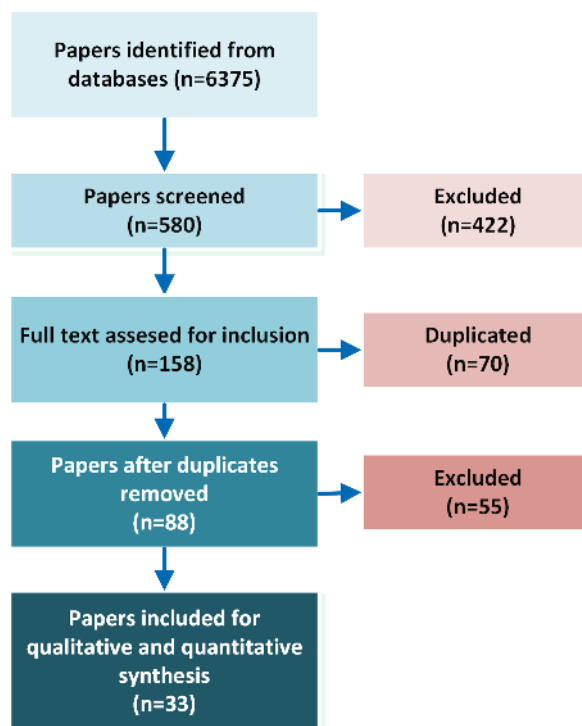 Papers identified from
databases (n=6375)
Papers screened
(n=580)
Excluded
(n=422)
Full text assesed for inclusion
(n=158)
Duplicated
(n=70)
Papers after duplicates
removed
(n=88)
Excluded
(n=55)
Papers included for
qualitative and quantitative
synthesis
(n=33)